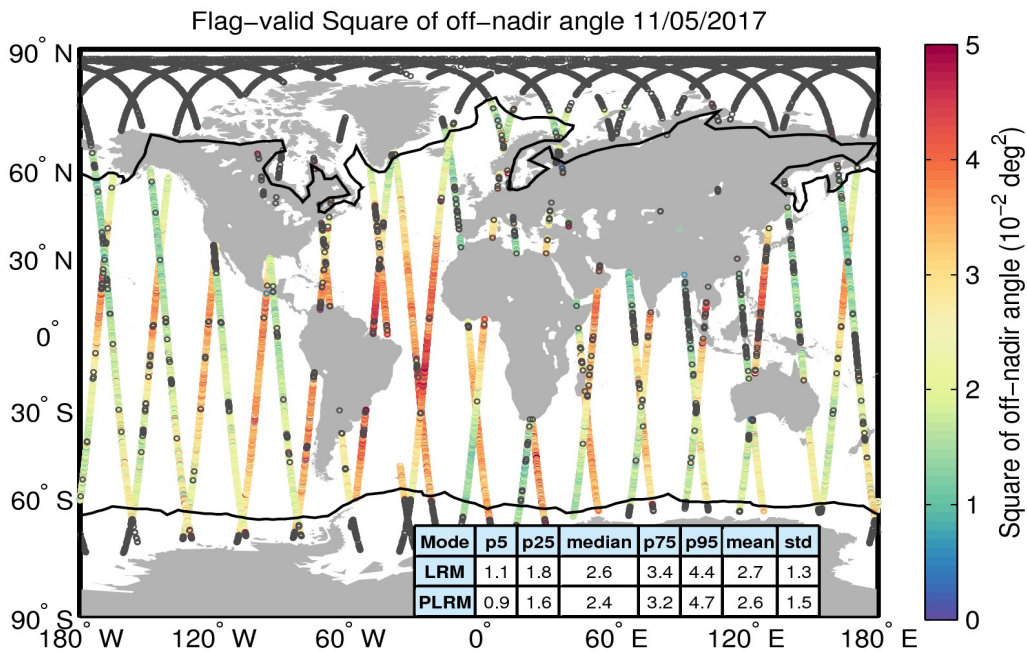 Flag−valid Square of off−nadir angle 11/05/2017
90° N
60° N
30° N
0°
30° S
60° S
90° S
180° W
120° W
60° W
0°
60° E
120° E
180° E
Mode p5 p25 median p75 p95 mean std
LRM 1.1 1.8 2.6 3.4 4.4 2.7 1.3
PLRM 0.9 1.6 2.4 3.2 4.7 2.6 1.5
5
4
3
2
1
0
Square of off−nadir angle (10⁻² deg²)